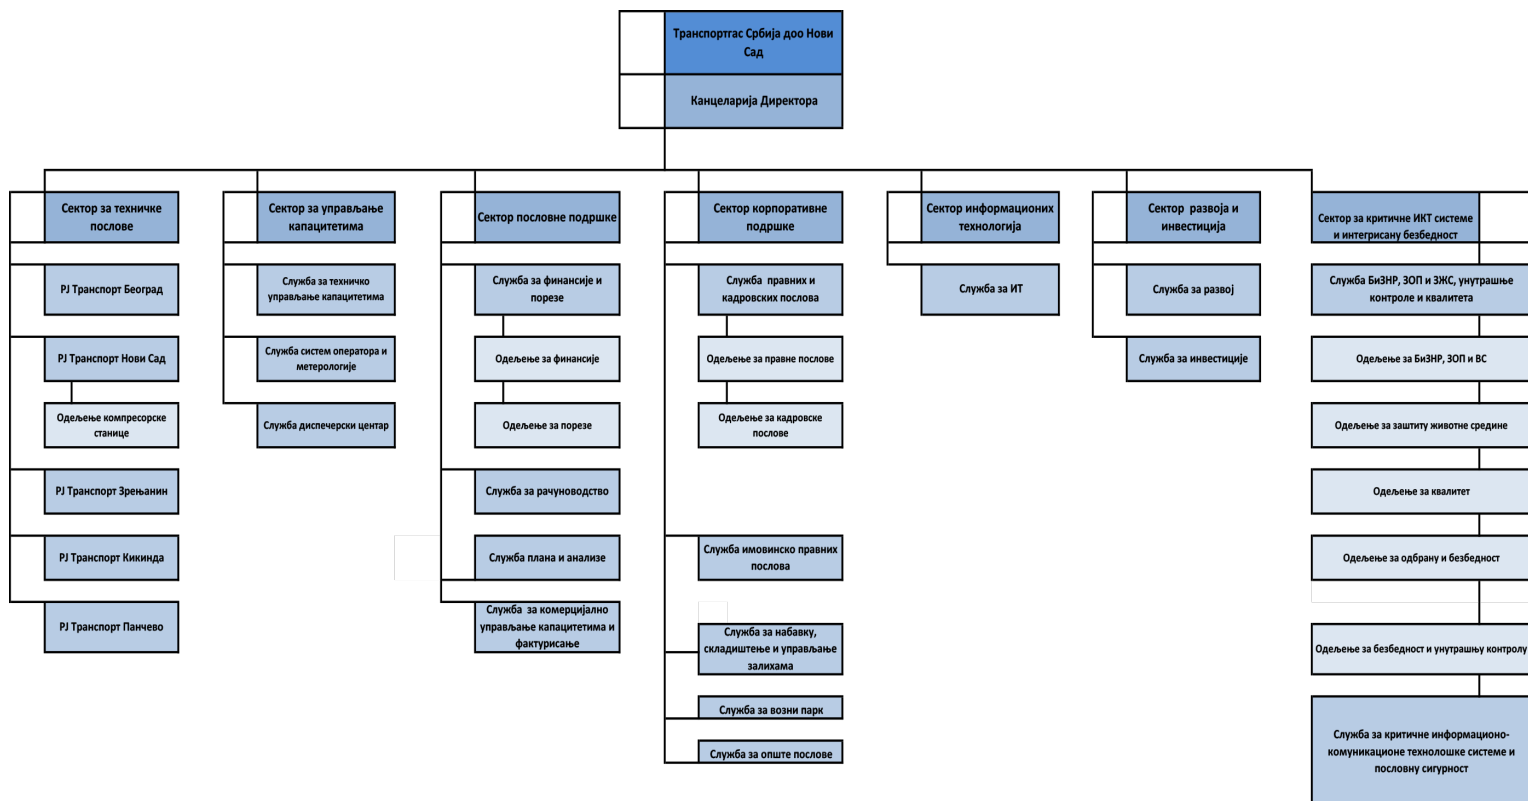 Транспортгас Србија доо Нови
Сад
Канцеларија Директора
Сектор за техничке
послове
РЈ Транспорт Београд
РЈ Транспорт Нови Сад
Одељење компресорске
станице
РЈ Транспорт Зрењанин
РЈ Транспорт Кикинда
РЈ Транспорт Панчево
Сектор за управљање
капацитетима
Служба за техничко
управљање капацитетима
Служба систем оператора и
метерологије
Служба диспечерски центар
Сектор пословне подршке
Служба за финансије и
порезе
Одељење за финансије
Одељење за порезе
Служба за рачуноводство
Служба плана и анализе
Служба за комерцијално
управљање капацитетима и
фактурисање
Сектор корпоративне
подршке
Служба правних и
кадровских послова
Одељење за правне послове
Одељење за кадровске
послове
Служба имовинско правних
послова
Служба за набавку,
складиштење и управљање
залихама
Служба за возни парк
Служба за опште послове
Сектор информационих
технологија
Служба за ИТ
Сектор развоја и
инвестиција
Служба за развој
Служба за инвестиције
Сектор за критичне ИКТ системе
и интегрисану безбедност
Служба БиЗНР, ЗОП и ЗЖС, унутрашње
контроле и квалитета
Одељење за БиЗНР, ЗОП и ВС
Одељење за заштиту животне средине
Одељење за квалитет
Одељење за одбрану и безбедност
Одељење за безбедност и унутрашњу контролу
Служба за критичне информационо-
комуникационе технолошке системе и
пословну сигурност